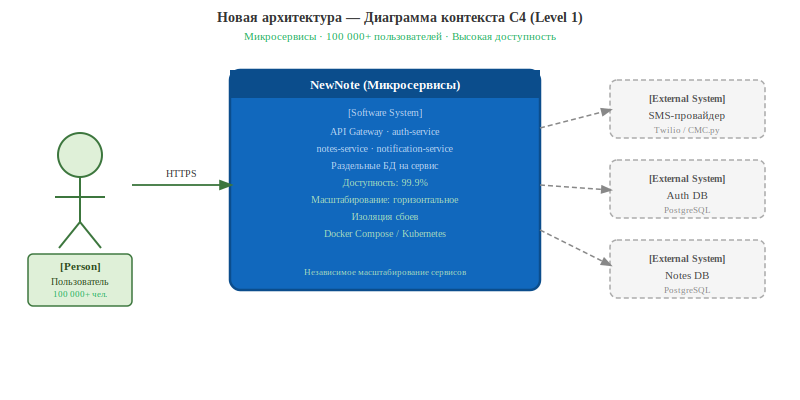 Новая архитектура — Диаграмма контекста C4 (Level 1)
Микросервисы · 100 000+ пользователей · Высокая доступность
NewNote (Микросервисы)
[Software System]
API Gateway · auth-service
notes-service · notification-service
Раздельные БД на сервис
Доступность: 99.9%
Масштабирование: горизонтальное
Изоляция сбоев
Docker Compose / Kubernetes
Независимое масштабирование сервисов
HTTPS
[Person]
Пользователь
100 000+ чел.
[External System]
SMS-провайдер
Twilio / СМС.ру
[External System]
Auth DB
PostgreSQL
[External System]
Notes DB
PostgreSQL